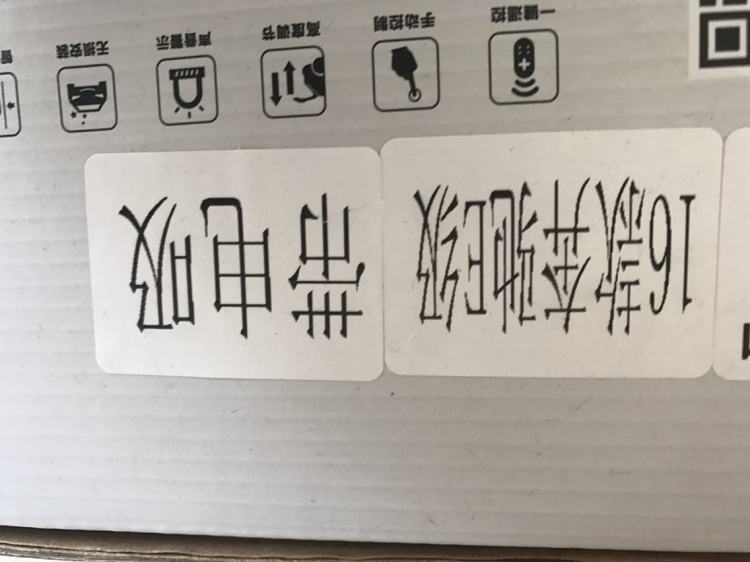 一键遥控
手动控制
高度调节
声音警示
无损安装
16款奔驰E级
带电吸